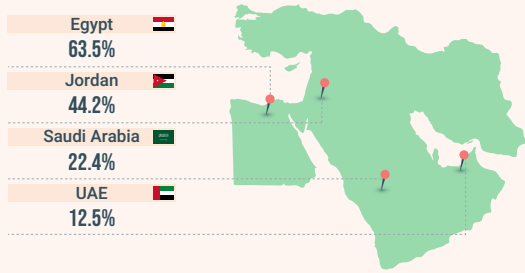 Egypt
63.5%
Jordan
44.2%
Saudi Arabia
22.4%
UAE
12.5%